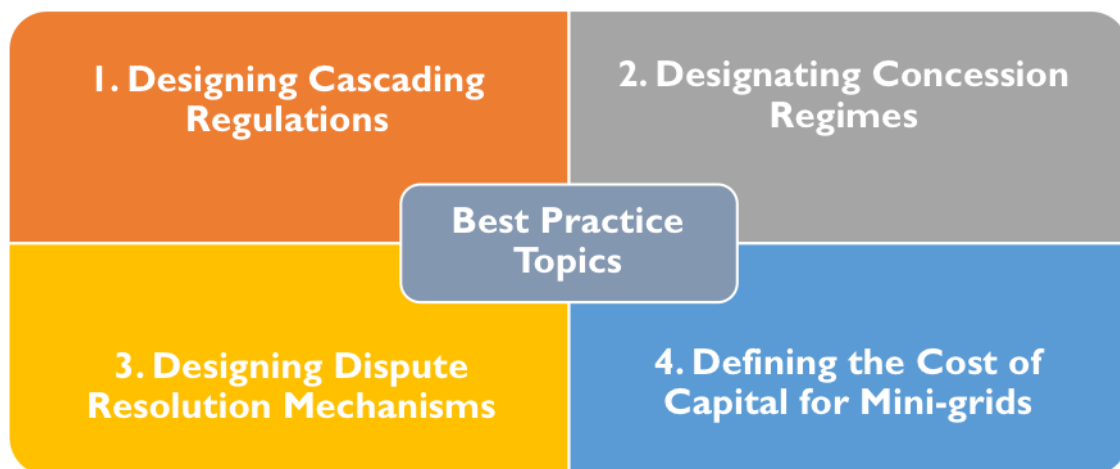 1. Designing Cascading
Regulations
2. Designating Concession
Regimes
Best Practice
Topics
3. Designing Dispute
Resolution Mechanisms
4. Defining the Cost of
Capital for Mini-grids